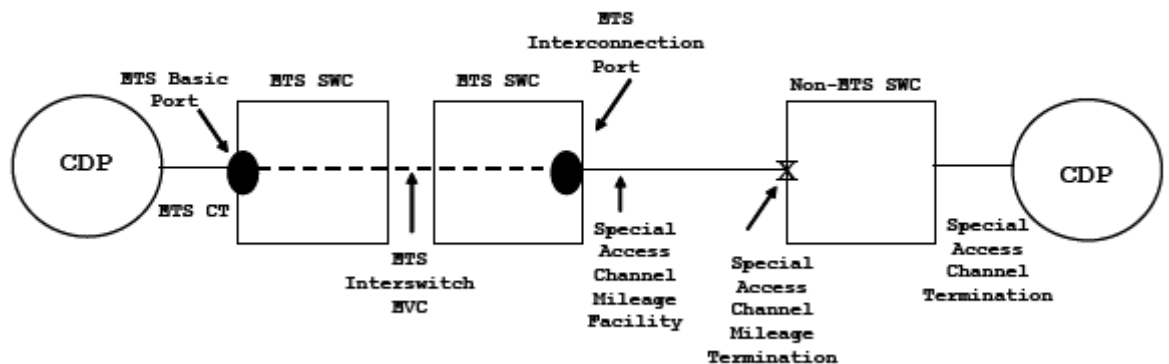 ETS
Interconnection
Port
ETS Basic
Port
ETS SWC
ETS SWC
Non-ETS SWC
CDP
CDP
ETS CT
ETS
Interswitch
EVC
Special
Access
Channel
Mileage
Facility
Special
Access
Channel
Mileage
Termination
Special
Access
Channel
Termination